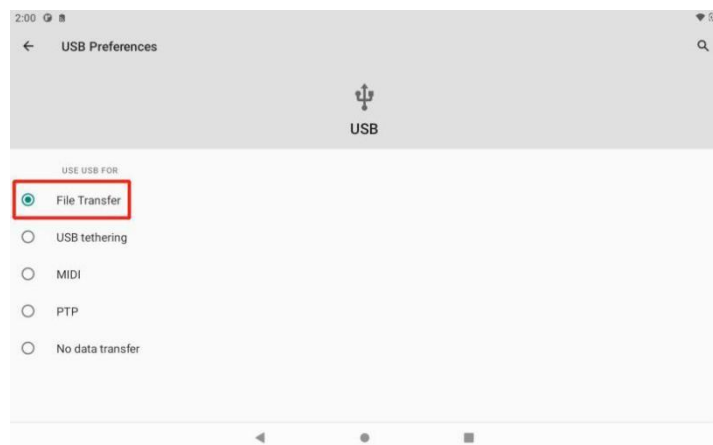 2:00
USB Preferences
USB
USE USB FOR
File Transfer
USB tethering
MIDI
PTP
No data transfer